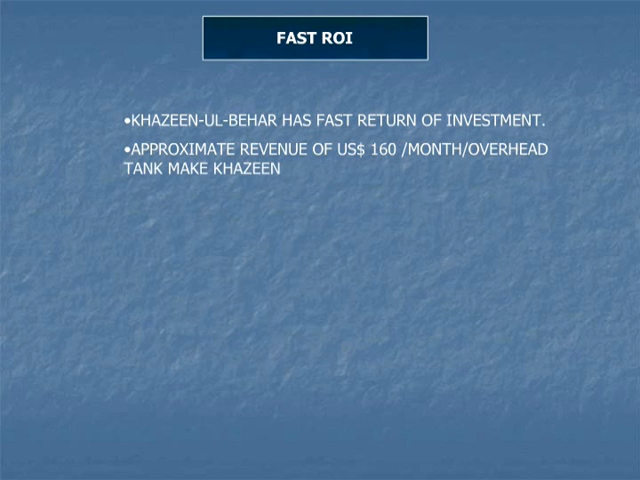 FAST ROI
•KHAZEEN-UL-BEHAR HAS FAST RETURN OF INVESTMENT.
•APPROXIMATE REVENUE OF US$ 160 /MONTH/OVERHEAD
TANK MAKE KHAZEEN